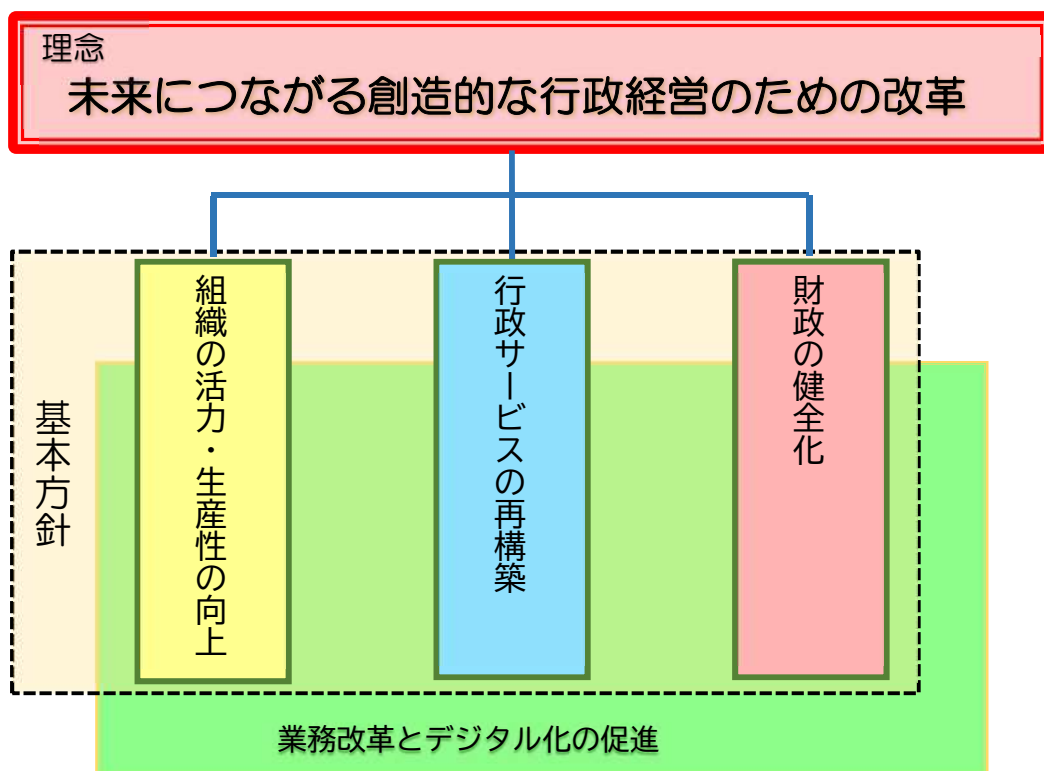 理念
未来につながる創造的な行政経営のための改革
基本方針
組織の活力・生産性の向上
行政サービスの再構築
財政の健全化
業務改革とデジタル化の促進